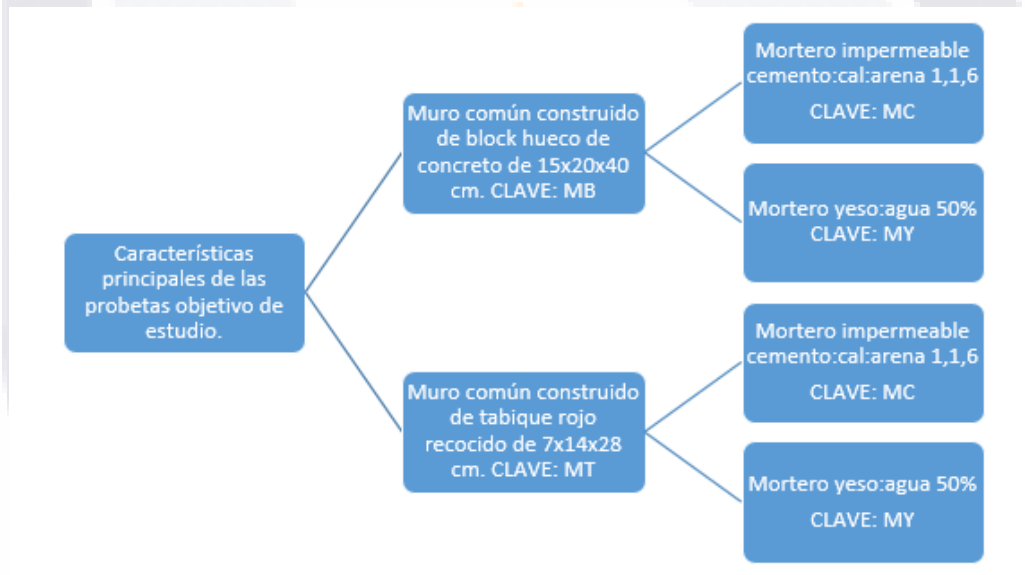 Características
principales de las
probetas objetivo de
estudio.
Muro común construido
de block hueco de
concreto de 15x20x40
cm. CLAVE: MB
Mortero impermeable
cemento:cal:arena 1,1,6
CLAVE: MC
Mortero yeso:agua 50%
CLAVE: MY
Muro común construido
de tabique rojo
recocido de 7x14x28
cm. CLAVE: MT
Mortero impermeable
cemento:cal:arena 1,1,6
CLAVE: MC
Mortero yeso:agua 50%
CLAVE: MY